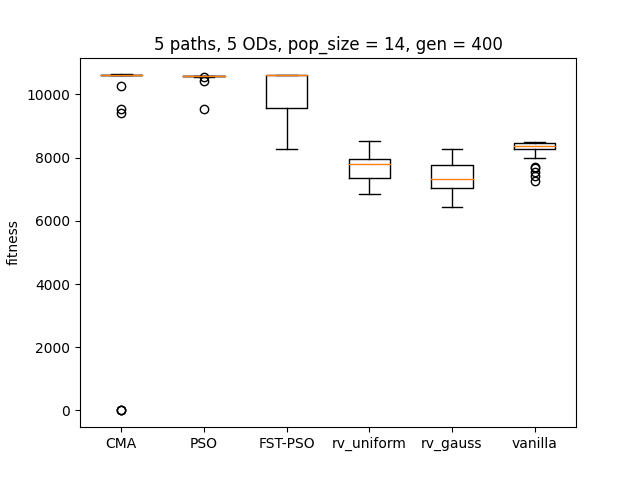 5 paths, 5 ODs, pop_size = 14, gen = 400
fitness
10000
8000
6000
4000
2000
0
CMA PSO FST-PSO rv_uniform rv_gauss vanilla